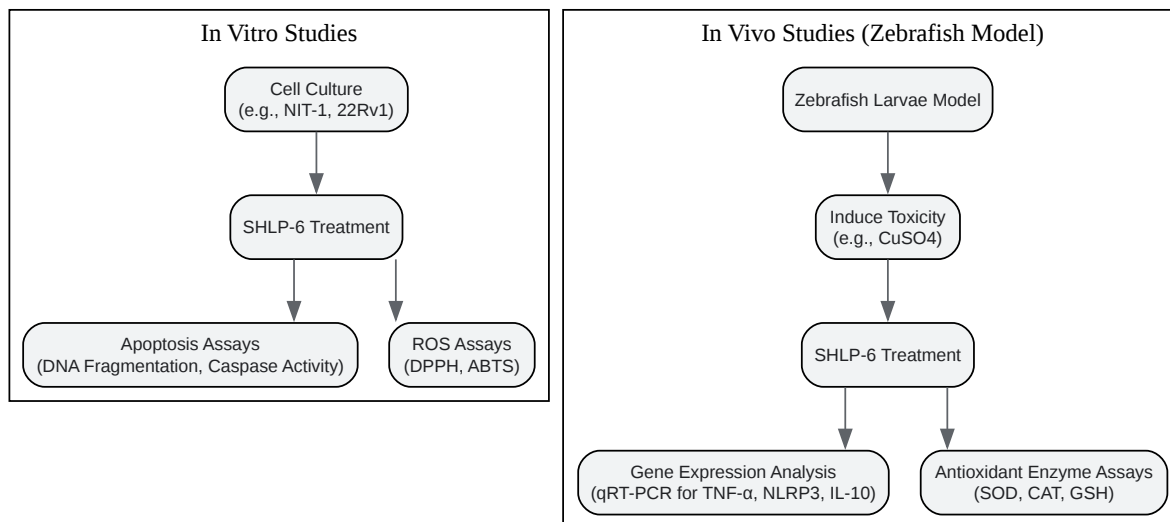 In Vitro Studies
Cell Culture
(e.g., NIT-1, 22Rv1)
SHLP-6 Treatment
Apoptosis Assays
(DNA Fragmentation, Caspase Activity)
ROS Assays
(DPPH, ABTS)
In Vivo Studies (Zebrafish Model)
Zebrafish Larvae Model
Induce Toxicity
(e.g., CuSO4)
SHLP-6 Treatment
Gene Expression Analysis
(qRT-PCR for TNF-α, NLRP3, IL-10)
Antioxidant Enzyme Assays
(SOD, CAT, GSH)